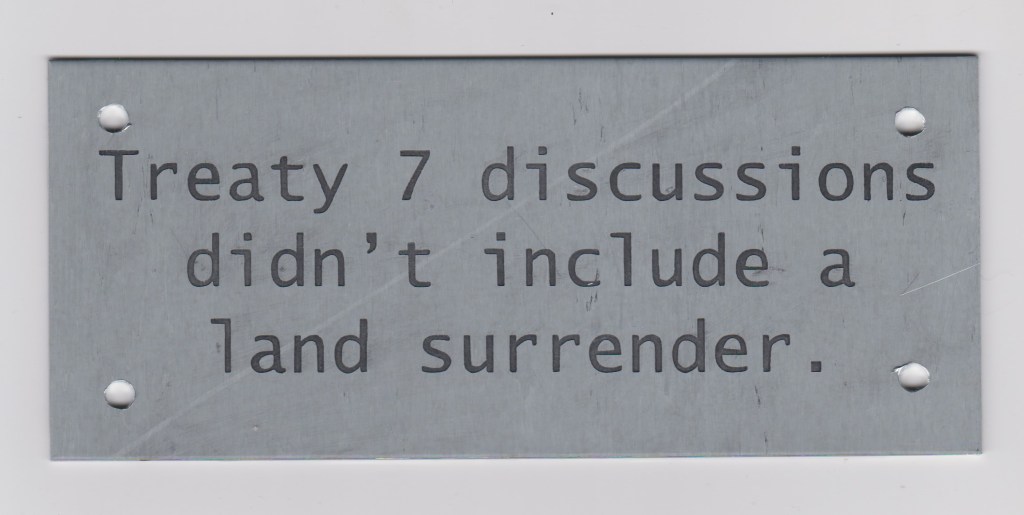 Treaty 7 discussions
didn’t include a
land surrender.